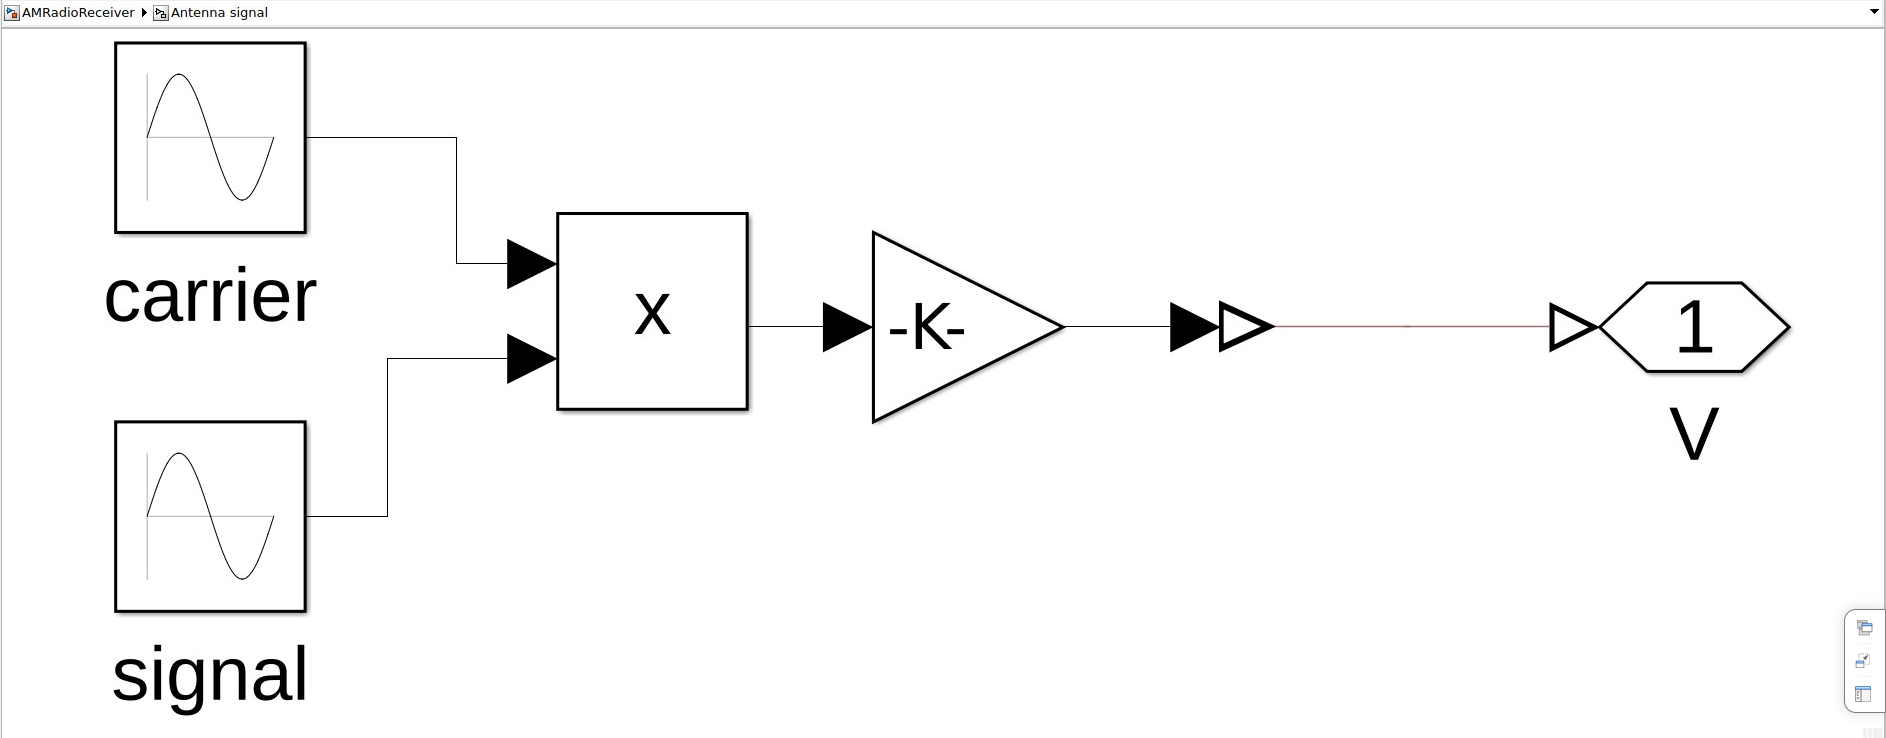 AMRadioReceiver Antenna signal
carrier
x
-K-
1
V
signal